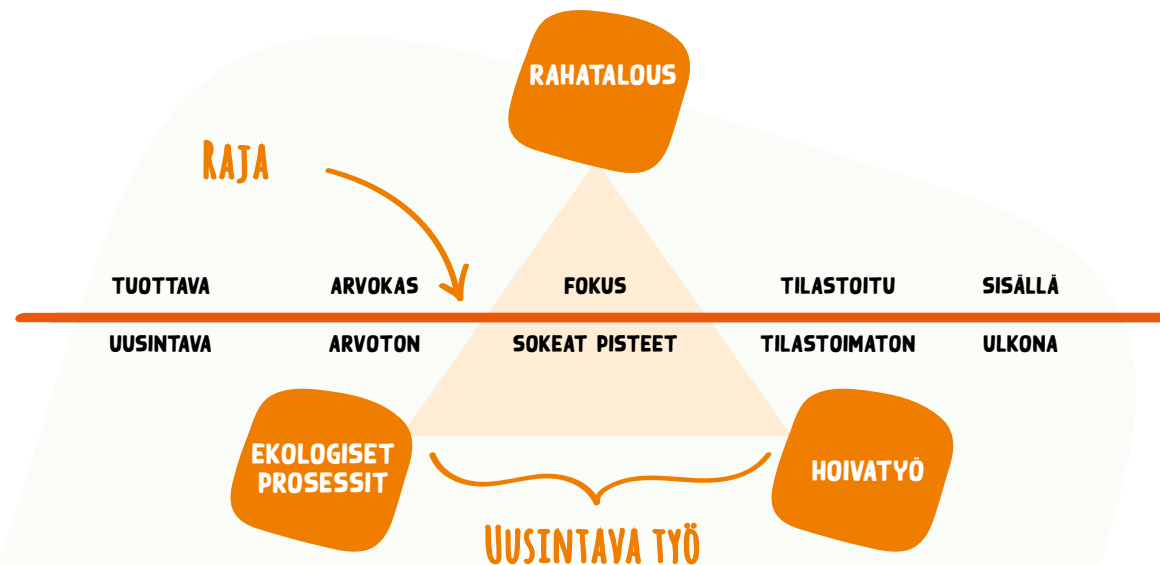 RAHATALOUS
RAJA
TUOTTAVA ARVOKAS FOKUS TILASTOITU SISÄLLÄ
UUSINTAVA ARVOTON SOKEAT PISTEET TILASTOIMATON ULKONA
EKOLOGISET
PROSESSIT
HOIVATYÖ
UUSINTAVA TYÖ